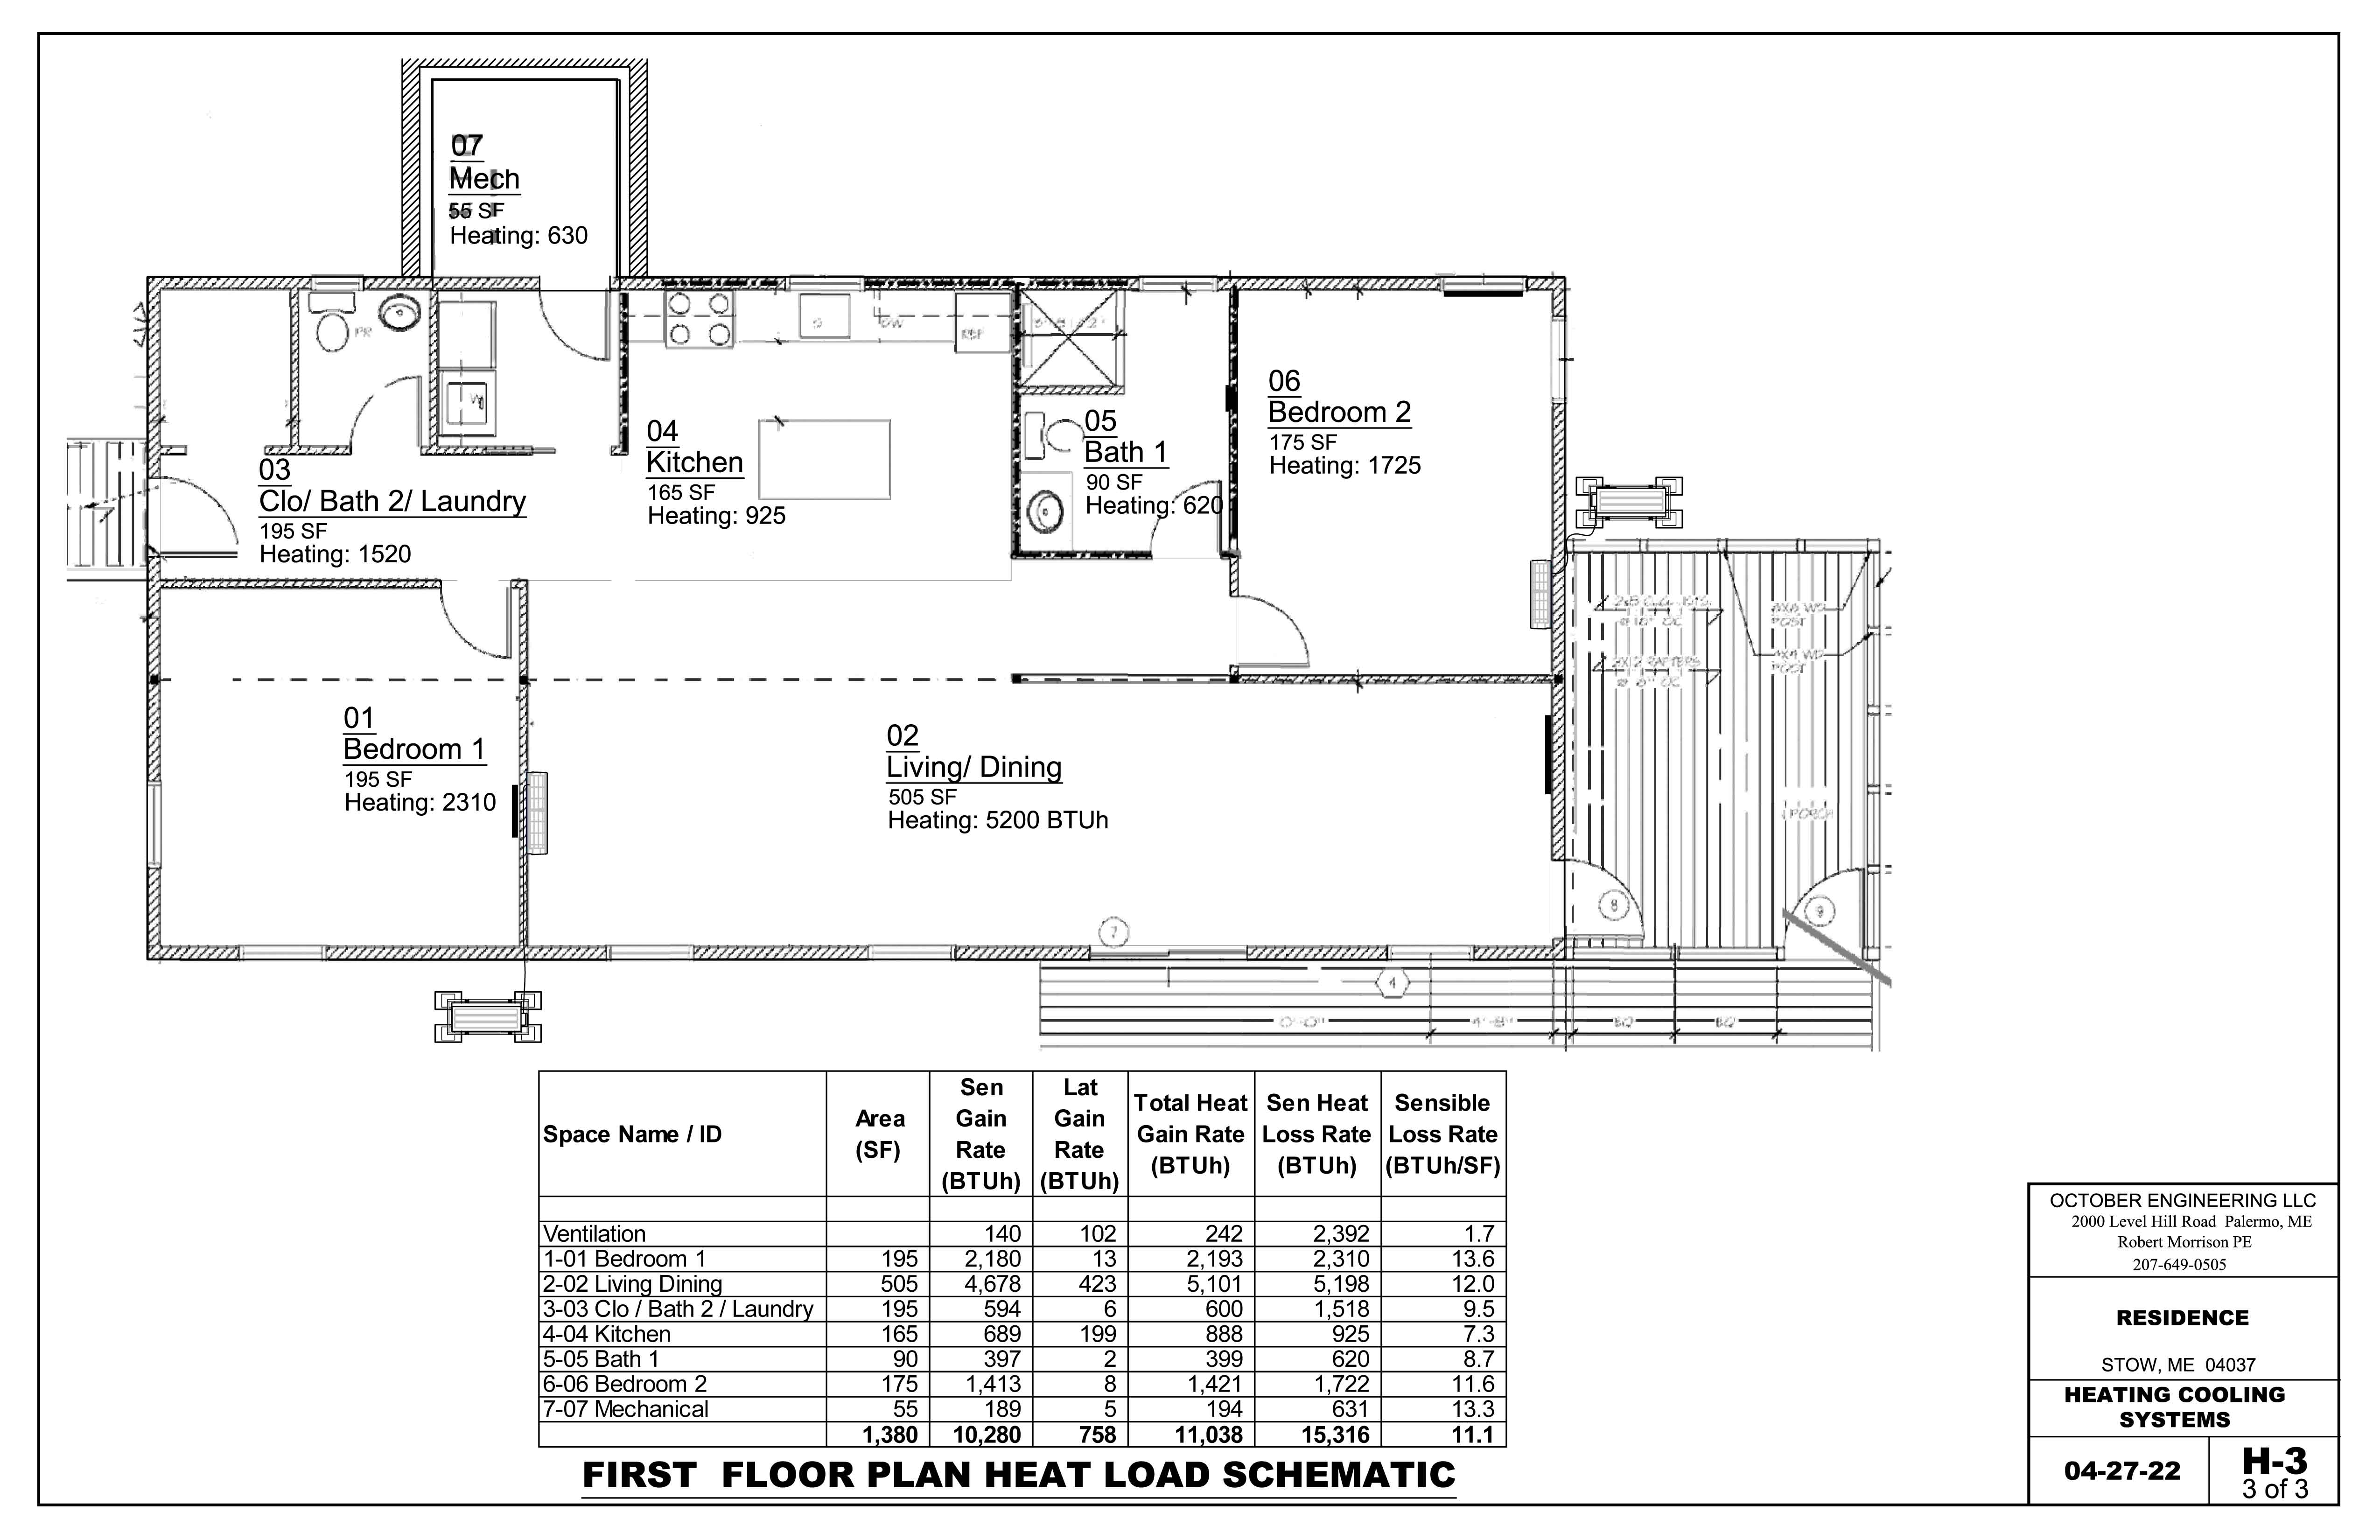 07
Mech
55 SF
Heating: 630
PR
W
DW
REF
03
Clo/ Bath 2/ Laundry
195 SF
Heating: 1520
04
Kitchen
165 SF
Heating: 925
05
Bath 1
90 SF
Heating: 620
06
Bedroom 2
175 SF
Heating: 1725
2X12 RAFTERS
POST
4X4 WD
POST
PORCH
01
Bedroom 1
195 SF
Heating: 2310
02
Living/ Dining
505 SF
Heating: 5200 BTUh
7
8
9
4
4'-8"
Space Name / ID
Area (SF)
Sen Gain Rate (BTUh)
Lat Gain Rate (BTUh)
Total Heat Gain Rate (BTUh)
Sen Heat Loss Rate (BTUh)
Sensible Loss Rate (BTUh/SF)
Ventilation 140 102 242 2,392 1.7
1-01 Bedroom 1 195 2,180 13 2,193 2,310 13.6
2-02 Living Dining 505 4,678 423 5,101 5,198 12.0
3-03 Clo / Bath 2 / Laundry 195 594 6 600 1,518 9.5
4-04 Kitchen 165 689 199 888 925 7.3
5-05 Bath 1 90 397 2 399 620 8.7
6-06 Bedroom 2 175 1,413 8 1,421 1,722 11.6
7-07 Mechanical 55 189 5 194 631 13.3
1,380 10,280 758 11,038 15,316 11.1
FIRST FLOOR PLAN HEAT LOAD SCHEMATIC
OCTOBER ENGINEERING LLC
2000 Level Hill Road Palermo, ME
Robert Morrison PE
207-649-0505
RESIDENCE
STOW, ME 04037
HEATING COOLING
SYSTEMS
04-27-22
H-3
3 of 3